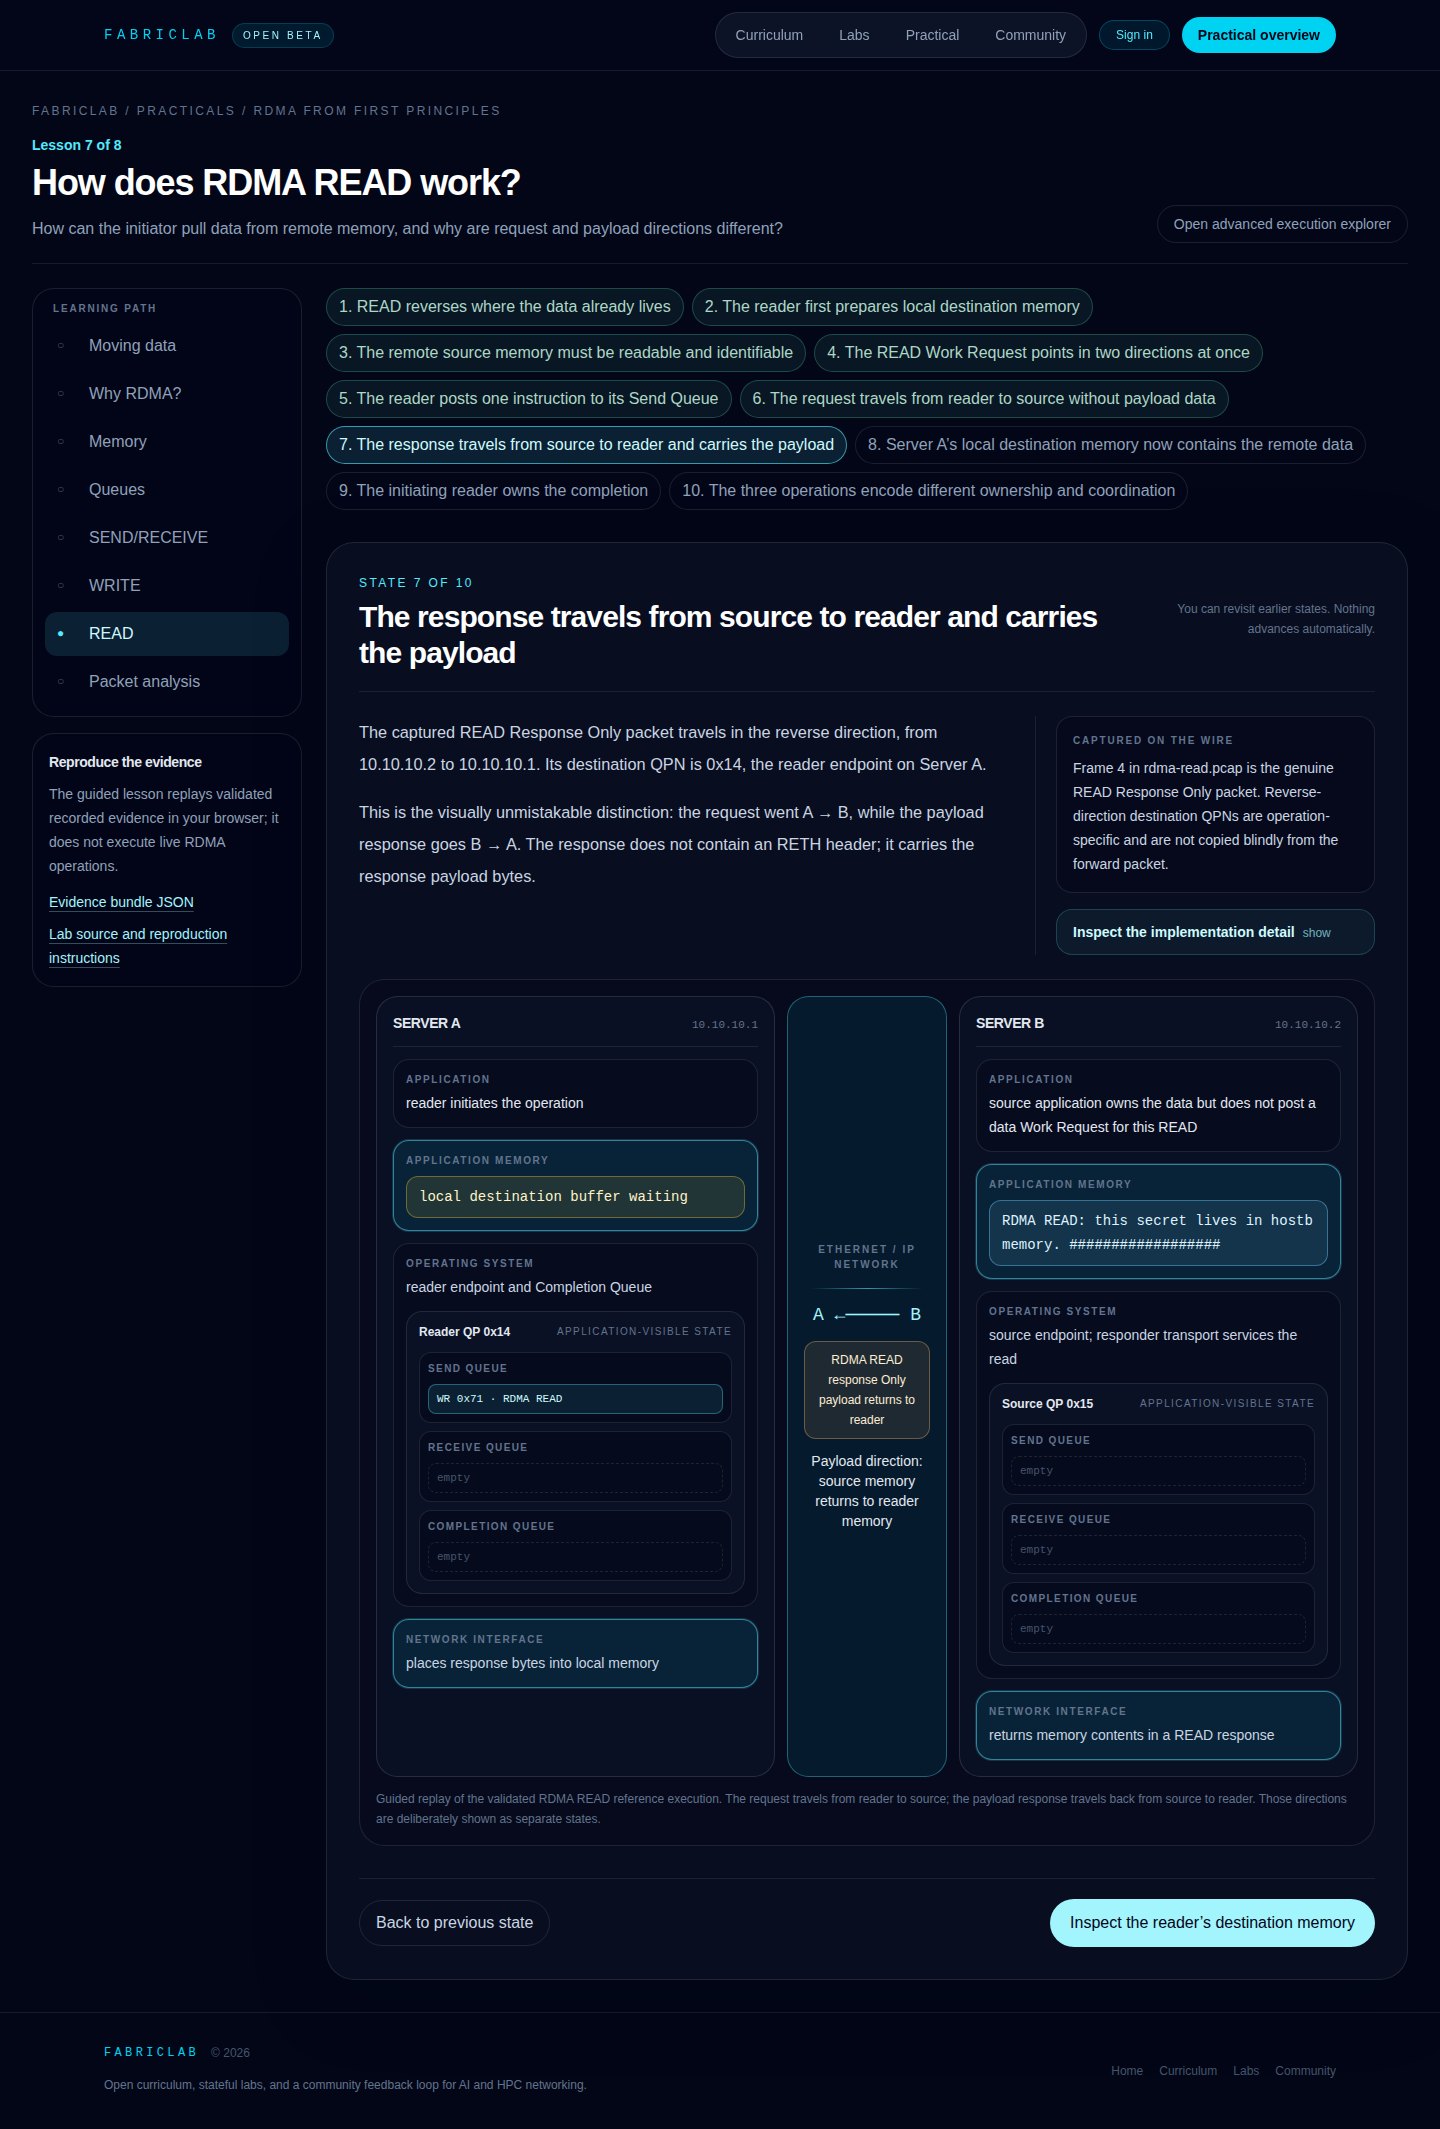 FABRICLAB OPEN BETA Curriculum Labs Practical Community Sign in Practical overview
FABRICLAB / PRACTICALS / RDMA FROM FIRST PRINCIPLES
Lesson 7 of 8
How does RDMA READ work?
How can the initiator pull data from remote memory, and why are request and payload directions different?
Open advanced execution explorer
LEARNING PATH
Moving data
Why RDMA?
Memory
Queues
SEND/RECEIVE
WRITE
READ
Packet analysis
Reproduce the evidence
The guided lesson replays validated
recorded evidence in your browser; it
does not execute live RDMA
operations.
Evidence bundle JSON
Lab source and reproduction
instructions
1. READ reverses where the data already lives 2. The reader first prepares local destination memory
3. The remote source memory must be readable and identifiable 4. The READ Work Request points in two directions at once
5. The reader posts one instruction to its Send Queue 6. The request travels from reader to source without payload data
7. The response travels from source to reader and carries the payload 8. Server A's local destination memory now contains the remote data
9. The initiating reader owns the completion 10. The three operations encode different ownership and coordination
STATE 7 OF 10
The response travels from source to reader and carries
the payload
You can revisit earlier states. Nothing
advances automatically.
The captured READ Response Only packet travels in the reverse direction, from
10.10.10.2 to 10.10.10.1. Its destination QPN is 0x14, the reader endpoint on Server A.
This is the visually unmistakable distinction: the request went A → B, while the payload
response goes B → A. The response does not contain an RETH header; it carries the
response payload bytes.
CAPTURED ON THE WIRE
Frame 4 in rdma-read.pcap is the genuine
READ Response Only packet. Reverse-
direction destination QPNs are operation-
specific and are not copied blindly from the
forward packet.
Inspect the implementation detail show
SERVER A 10.10.10.1
APPLICATION
reader initiates the operation
APPLICATION MEMORY
local destination buffer waiting
OPERATING SYSTEM
reader endpoint and Completion Queue
Reader QP 0x14 APPLICATION-VISIBLE STATE
SEND QUEUE
WR 0x71 · RDMA READ
RECEIVE QUEUE
empty
COMPLETION QUEUE
empty
NETWORK INTERFACE
places response bytes into local memory
ETHERNET / IP
NETWORK
A ←────── B
RDMA READ
response Only
payload returns to
reader
Payload direction:
source memory
returns to reader
memory
SERVER B 10.10.10.2
APPLICATION
source application owns the data but does not post a
data Work Request for this READ
APPLICATION MEMORY
RDMA READ: this secret lives in hostb
memory. ##################
OPERATING SYSTEM
source endpoint; responder transport services the
read
Source QP 0x15 APPLICATION-VISIBLE STATE
SEND QUEUE
empty
RECEIVE QUEUE
empty
COMPLETION QUEUE
empty
NETWORK INTERFACE
returns memory contents in a READ response
Guided replay of the validated RDMA READ reference execution. The request travels from reader to source; the payload response travels back from source to reader. Those directions
are deliberately shown as separate states.
Back to previous state Inspect the reader's destination memory
FABRICLAB © 2026
Open curriculum, stateful labs, and a community feedback loop for AI and HPC networking.
Home Curriculum Labs Community